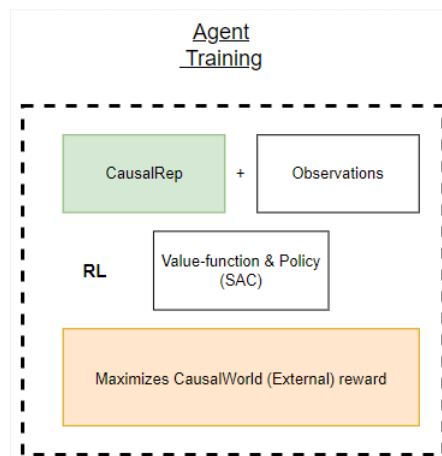 Agent
Training
CausalRep + Observations
RL
Value-function & Policy
(SAC)
Maximizes CausalWorld (External) reward